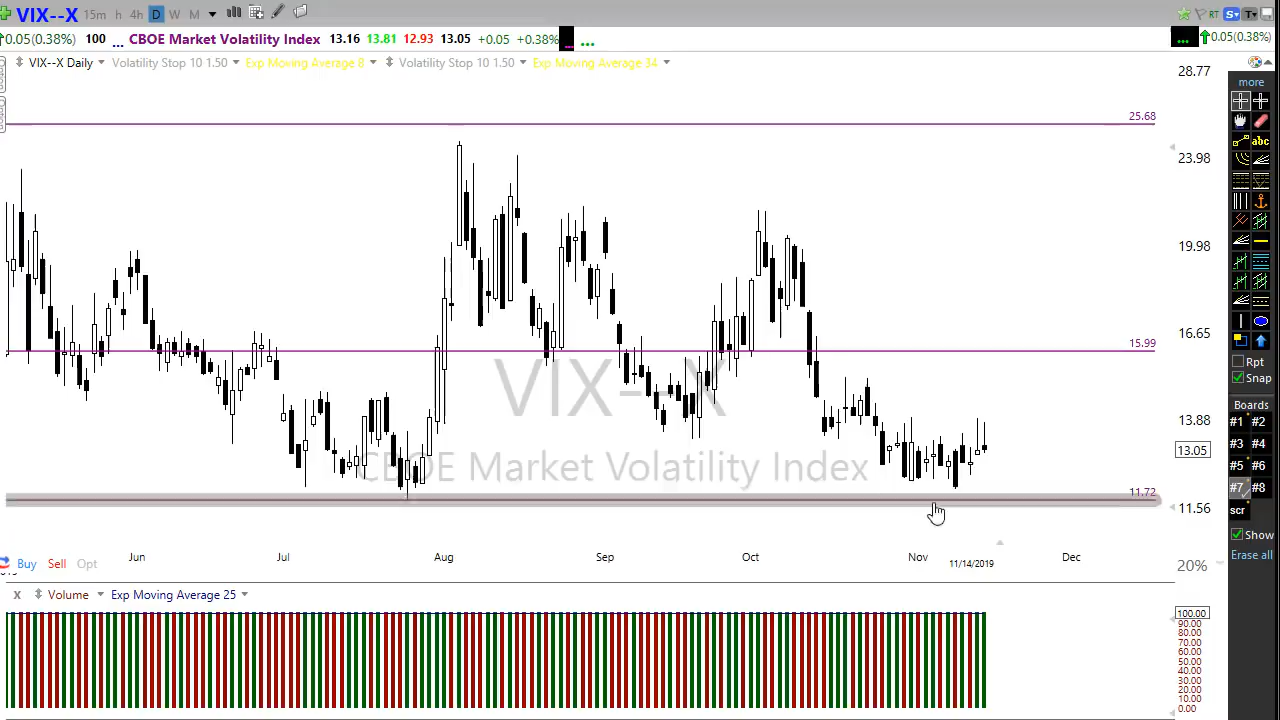 VIX--X 15m h 4h D W M RT S T
0.05(0.38%) 100 ... CBOE Market Volatility Index 13.16 13.81 12.93 13.05 +0.05 +0.38% ... ... ... 0.05(0.38%)
VIX--X Daily Volatility Stop 10 1.50 Exp Moving Average 8 Volatility Stop 10 1.50 Exp Moving Average 34
more
28.77
25.68
abc
23.98
19.98
16.65
15.99
Rpt
Snap
VIX--X
Boards
13.88
#1 #2
#3 #4
13.05
CBOE Market Volatility Index
#5 #6
11.72
#7 #8
11.56
scr
Show
Jun Jul Aug Sep Oct Nov Dec
Erase all
Buy Sell Opt 11/14/2019 20%
X Volume Exp Moving Average 25
100.00
90.00
80.00
70.00
60.00
50.00
40.00
30.00
20.00
10.00
0.00